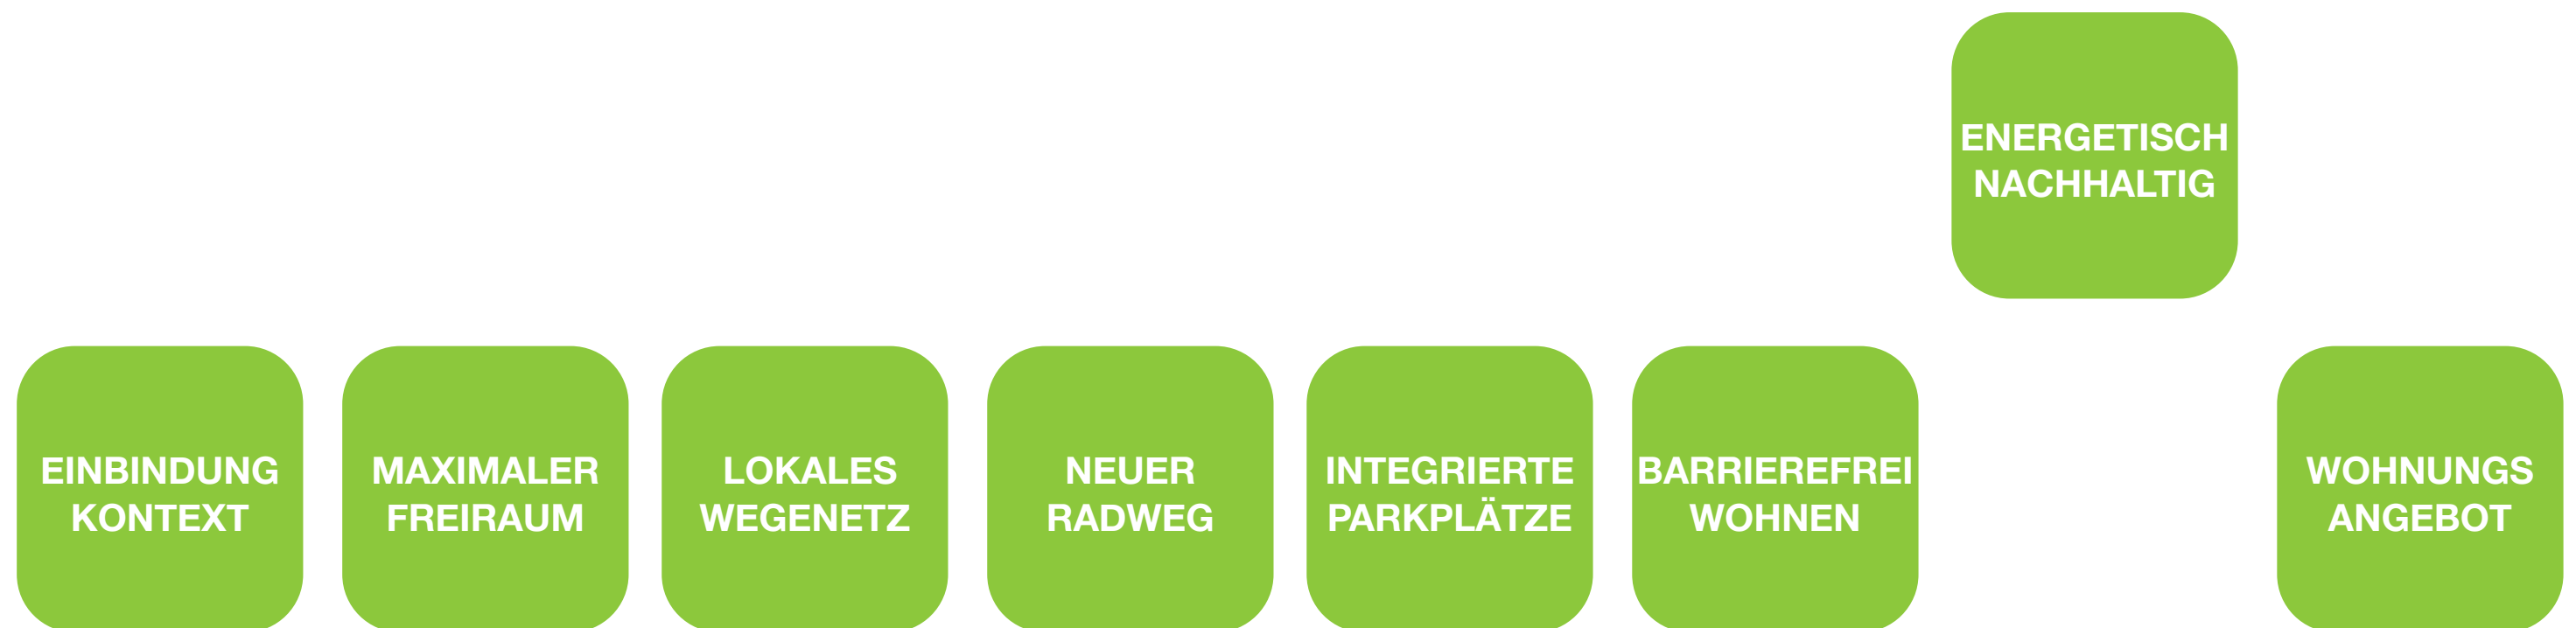 ENERGETISCH
NACHHALTIG
EINBINDUNG
KONTEXT
MAXIMALER
FREIRAUM
LOKALES
WEGENETZ
NEUER
RADWEG
INTEGRIERTE
PARKPLÄTZE
BARRIEREFREI
WOHNEN
WOHNUNGS
ANGEBOT